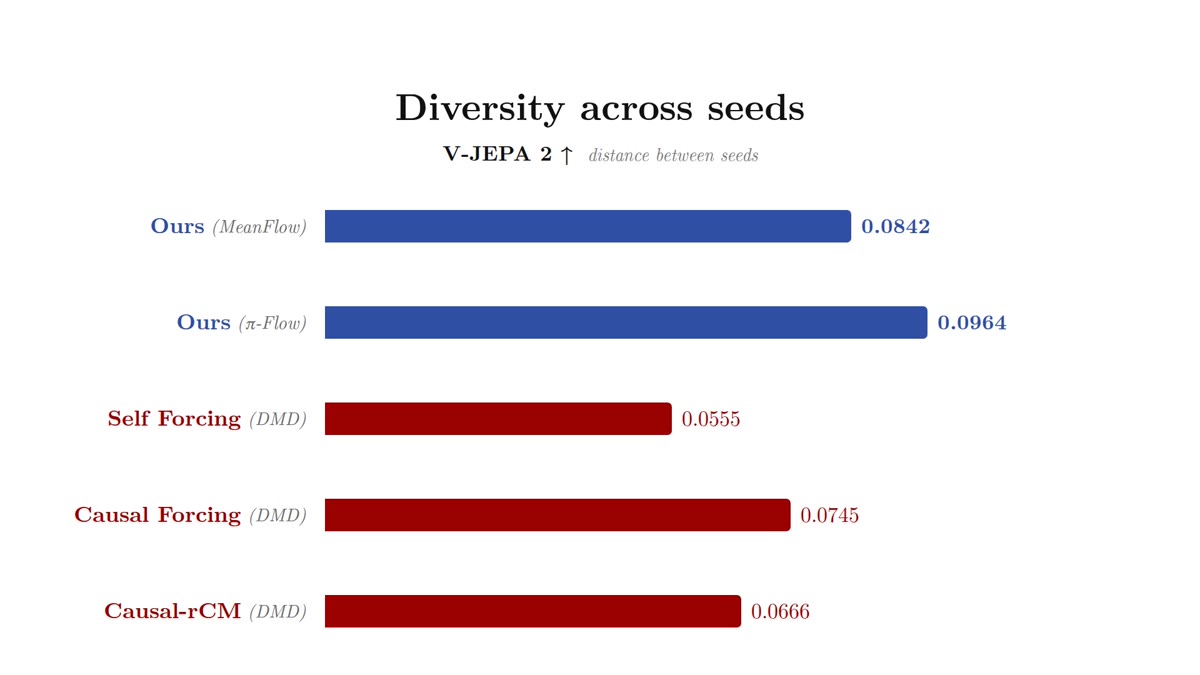 Diversity across seeds
V-JEPA 2 ↑ distance between seeds
Ours (MeanFlow) 0.0842
Ours (π-Flow) 0.0964
Self Forcing (DMD) 0.0555
Causal Forcing (DMD) 0.0745
Causal-rCM (DMD) 0.0666